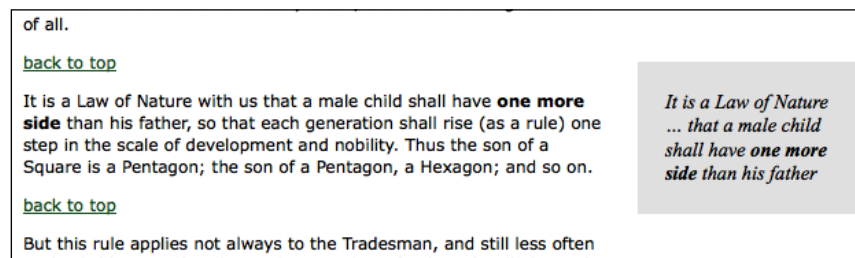 of all.
back to top
It is a Law of Nature with us that a male child shall have one more
side than his father, so that each generation shall rise (as a rule) one
step in the scale of development and nobility. Thus the son of a
Square is a Pentagon; the son of a Pentagon, a Hexagon; and so on.
back to top
But this rule applies not always to the Tradesman, and still less often
It is a Law of Nature
... that a male child
shall have one more
side than his father